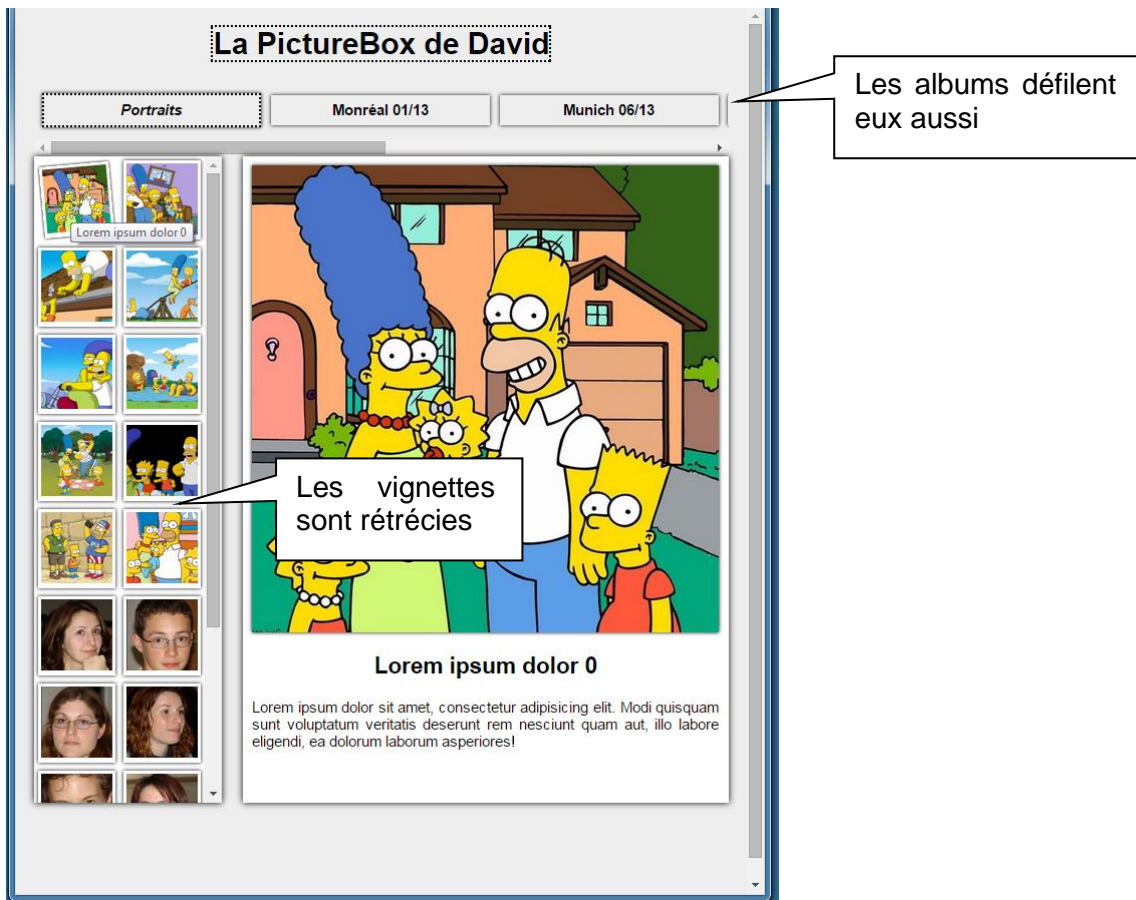 La PictureBox de David
Les albums défilent
eux aussi
Portraits
Monréal 01/13
Munich 06/13
Lorem ipsum dolor 0
Les vignettes
sont rétrécies
Lorem ipsum dolor 0
Lorem ipsum dolor sit amet, consectetur adipisicing elit. Modi quisquam
sunt voluptatum veritatis deserunt rem nesciunt quam aut, illo labore
eligendi, ea dolorum laborum asperiores!